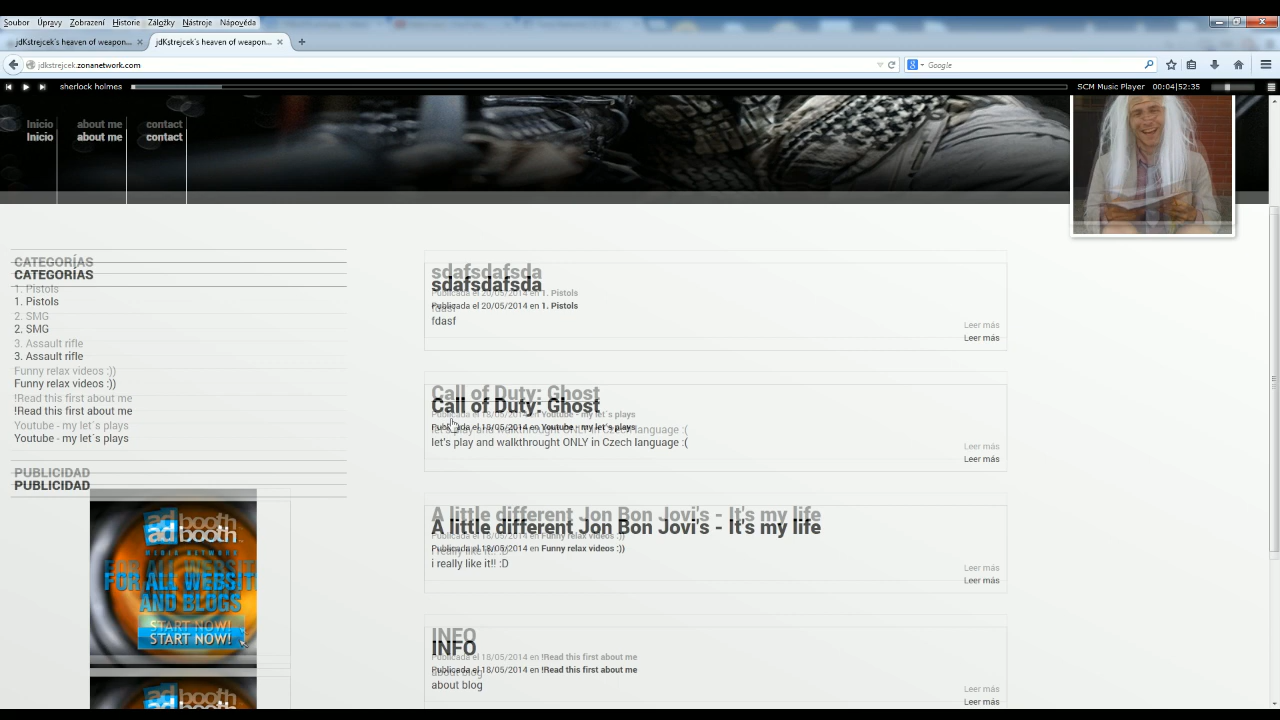 Soubor Úpravy Zobrazení Historie Záložky Nástroje Nápověda
jdKstrejcek's heaven of weapon... × jdKstrejcek's heaven of weapon... × +
jdkstrejcek.zonanetwork.com
Google
sherlock holmes
SCM Music Player 00:04|52:35
Inicio about me contact
CATEGORÍAS
1. Pistols
2. SMG
3. Assault rifle
Funny relax videos :))
!Read this first about me
Youtube - my let´s plays
PUBLICIDAD
ad booth™
MEDIA NETWORK
FOR ALL WEBSIT
AND BLOGS
START NOW!
ad
sdafsdafsda
Publicada el 20/05/2014 en 1. Pistols
fdasf
Leer más
Call of Duty: Ghost
Publicada el 18/05/2014 en Youtube - my let´s plays
let's play and walkthrought ONLY in Czech language :(
Leer más
A little different Jon Bon Jovi's - It's my life
Publicada el 18/05/2014 en Funny relax videos :))
i really like it!! :D
Leer más
INFO
Publicada el 18/05/2014 en !Read this first about me
about blog
Leer más